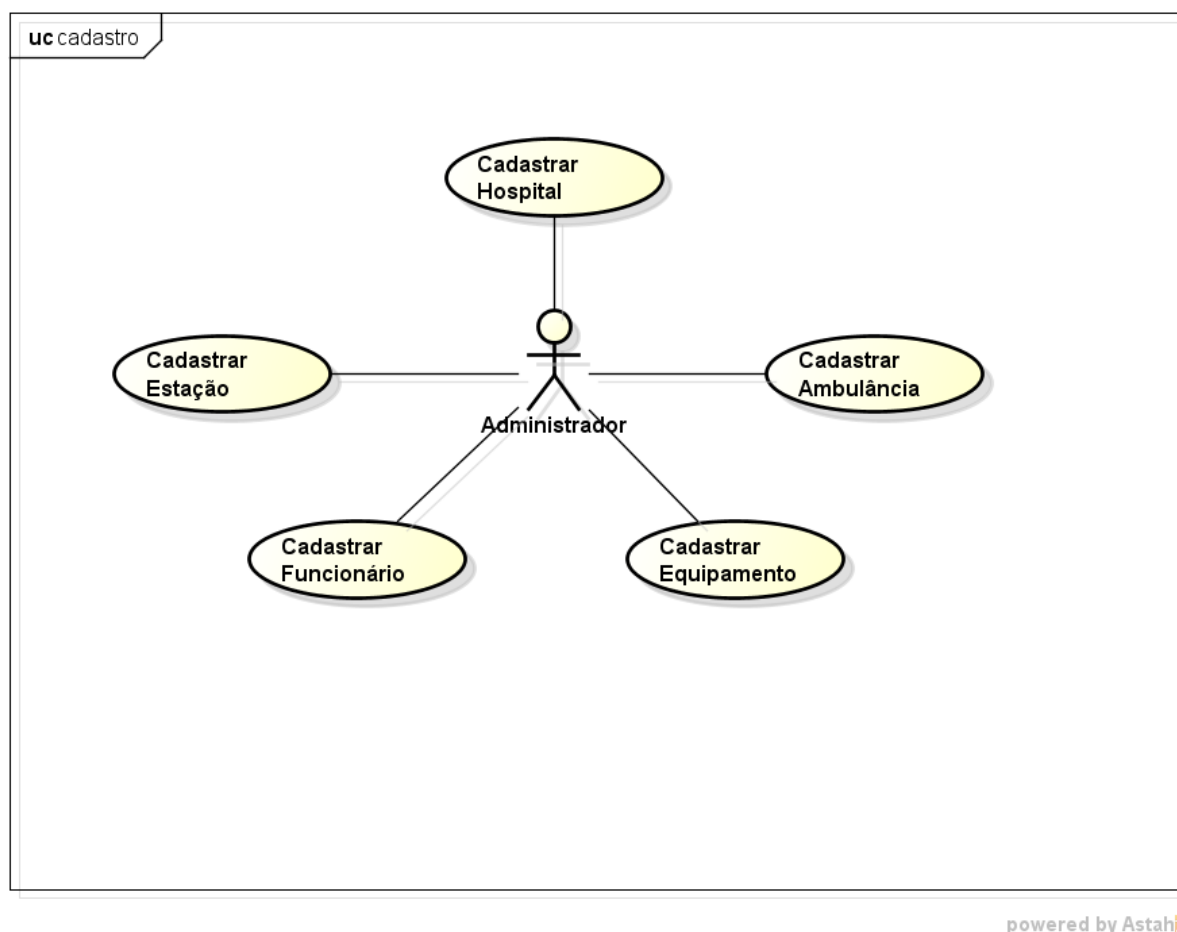 uc cadastro
Cadastrar
Hospital
Cadastrar
Estação
Cadastrar
Ambulância
Administrador
Cadastrar
Funcionário
Cadastrar
Equipamento
powered by Astah